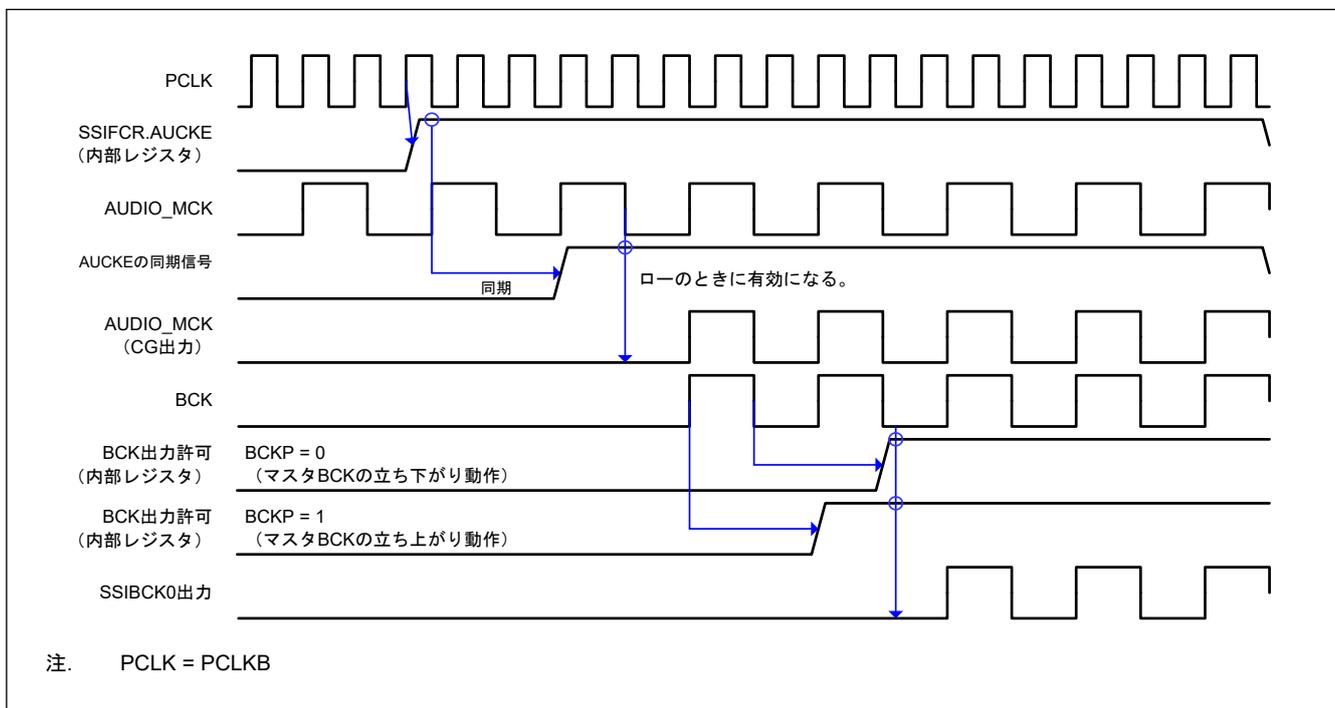 PCLK
SSIFCR.AUCKE
（内部レジスタ）
AUDIO_MCK
AUCKEの同期信号
同期
ローのときに有効になる。
AUDIO_MCK
（CG出力）
BCK
BCK出力許可
（内部レジスタ）
BCKP = 0
（マスタBCKの立ち下がり動作）
BCK出力許可
（内部レジスタ）
BCKP = 1
（マスタBCKの立ち上がり動作）
SSIBCK0出力
注. PCLK = PCLKB